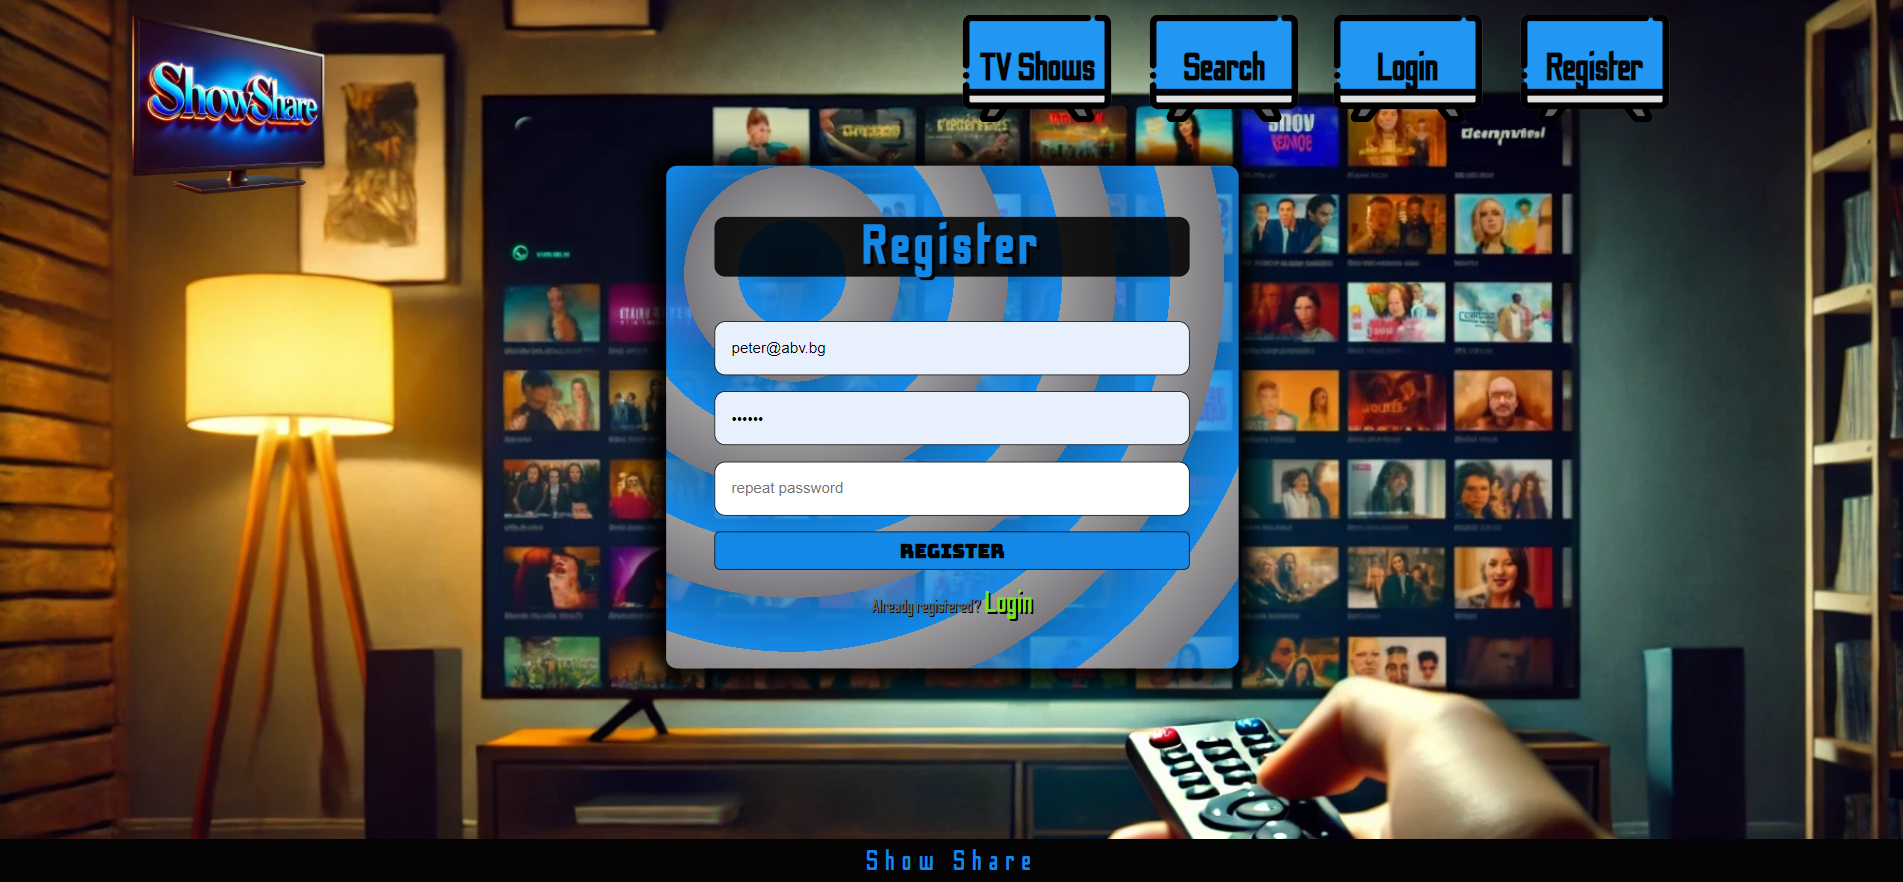 ShowShare
TV Shows
Search
Login
Register
Register
peter@abv.bg
••••••
repeat password
REGISTER
Already registered? Login
Show Share